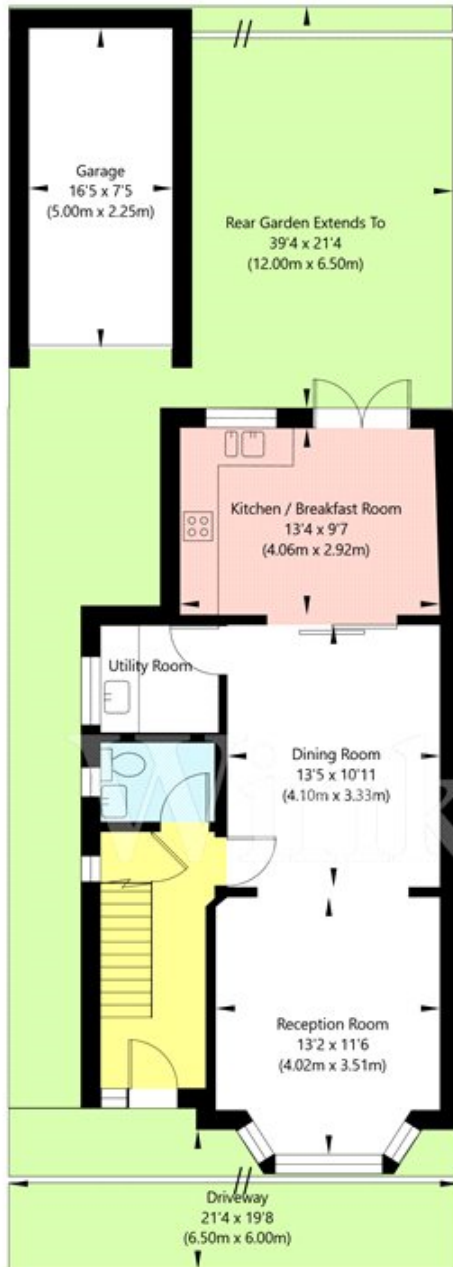 Garage
16'5 x 7'5
(5.00m x 2.25m)
Rear Garden Extends To
39'4 x 21'4
(12.00m x 6.50m)
Kitchen / Breakfast Room
13'4 x 9'7
(4.06m x 2.92m)
Utility Room
Dining Room
13'5 x 10'11
(4.10m x 3.33m)
Reception Room
13'2 x 11'6
(4.02m x 3.51m)
Driveway
21'4 x 19'8
(6.50m x 6.00m)